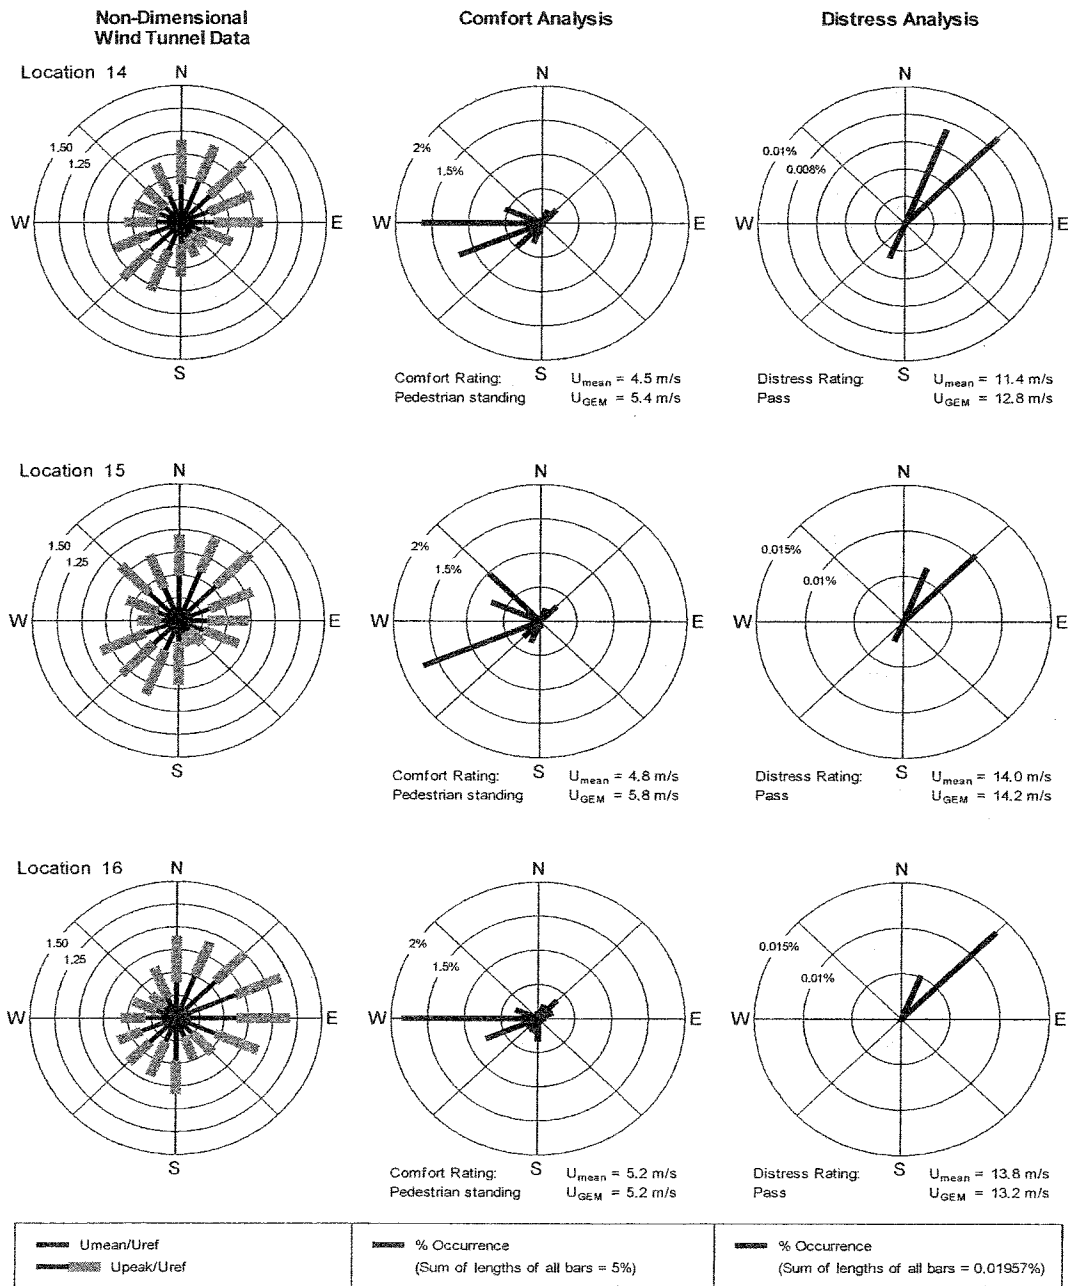 Non-Dimensional
Wind Tunnel Data
Comfort Analysis
Distress Analysis
Location 14
N
W
E
S
1.50
1.25
N
W
E
S
2%
1.5%
N
W
E
S
0.01%
0.008%
Comfort Rating:
Pedestrian standing
Umean = 4.5 m/s
UGEM = 5.4 m/s
Distress Rating:
Pass
Umean = 11.4 m/s
UGEM = 12.8 m/s
Location 15
N
W
E
S
1.50
1.25
N
W
E
S
2%
1.5%
N
W
E
S
0.015%
0.01%
Comfort Rating:
Pedestrian standing
Umean = 4.8 m/s
UGEM = 5.8 m/s
Distress Rating:
Pass
Umean = 14.0 m/s
UGEM = 14.2 m/s
Location 16
N
W
E
S
1.50
1.25
N
W
E
S
2%
1.5%
N
W
E
S
0.015%
0.01%
Comfort Rating:
Pedestrian standing
Umean = 5.2 m/s
UGEM = 5.2 m/s
Distress Rating:
Pass
Umean = 13.8 m/s
UGEM = 13.2 m/s
Umean/Uref
Upeak/Uref
% Occurrence
(Sum of lengths of all bars = 5%)
% Occurrence
(Sum of lengths of all bars = 0.01957%)